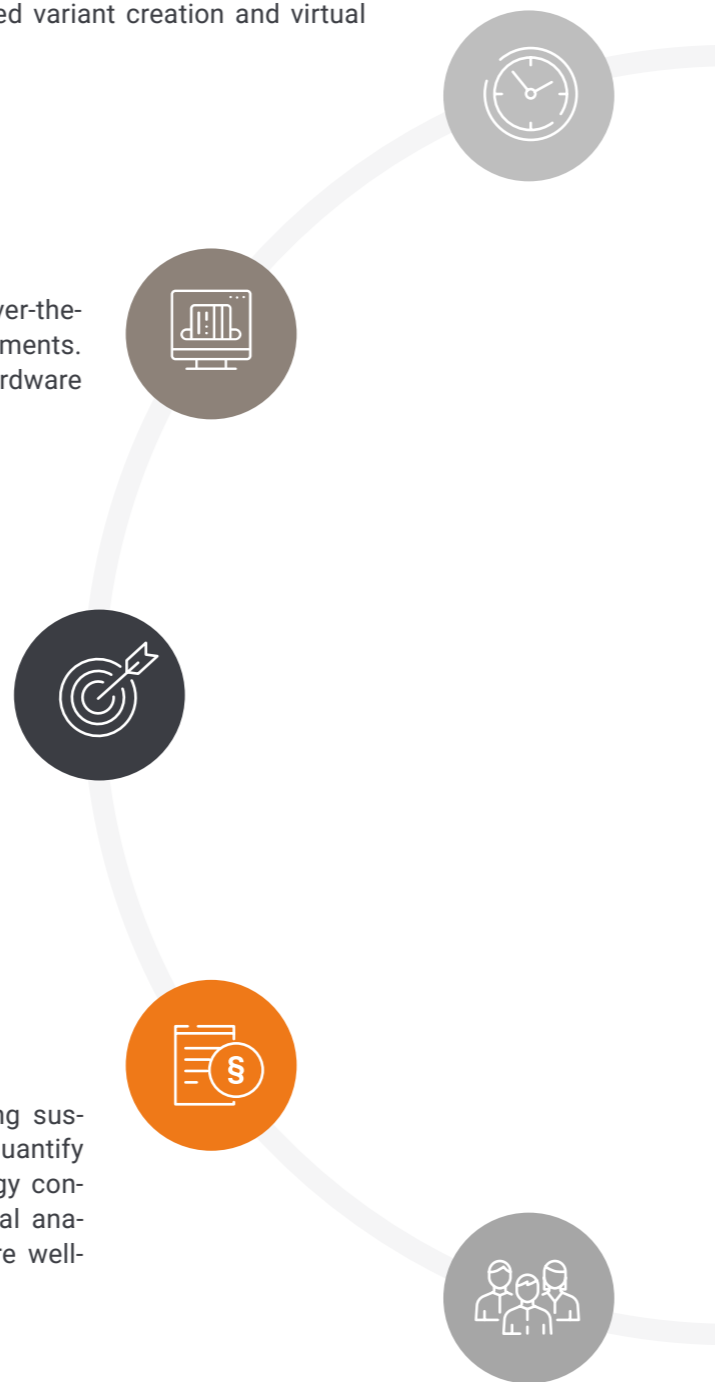 ed variant creation and virtual
ver-the-
ments.
rdware
§
ng sus-
uantify
gy con-
al ana-
re well-